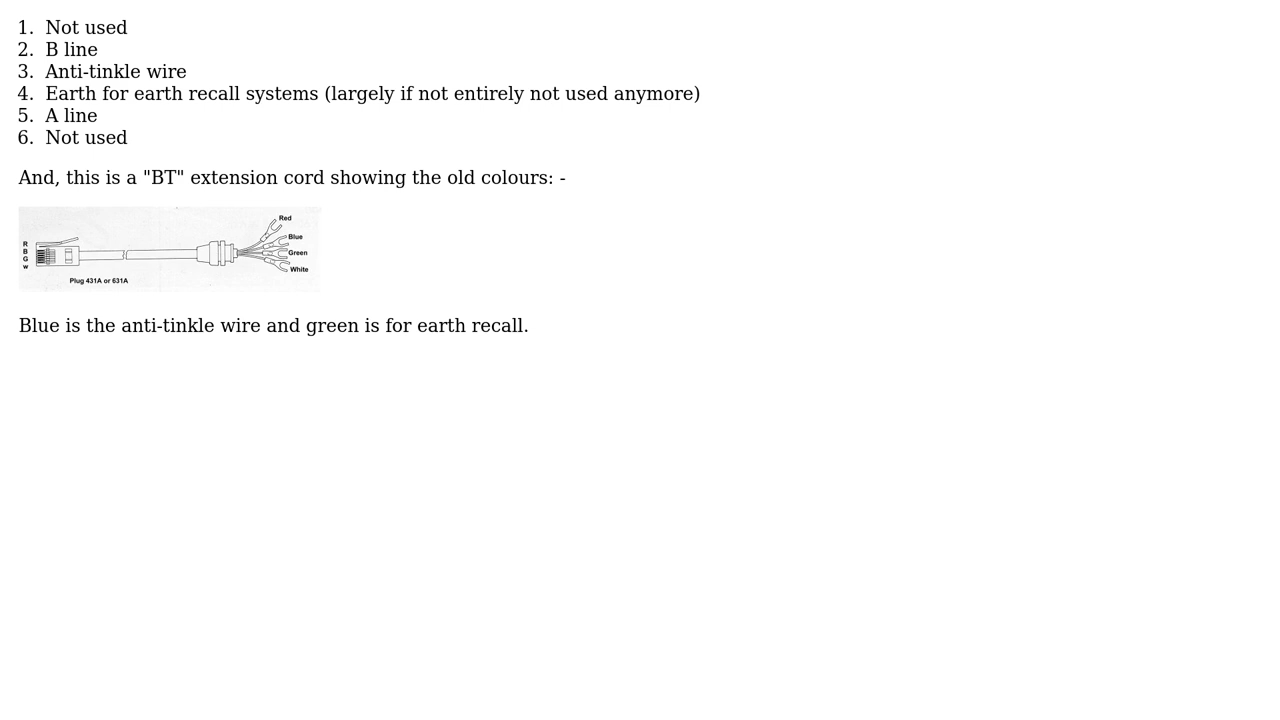 1. Not used
2. B line
3. Anti-tinkle wire
4. Earth for earth recall systems (largely if not entirely not used anymore)
5. A line
6. Not used
And, this is a "BT" extension cord showing the old colours: -
Red
Blue
Green
White
R
B
G
w
Plug 431A or 631A
Blue is the anti-tinkle wire and green is for earth recall.